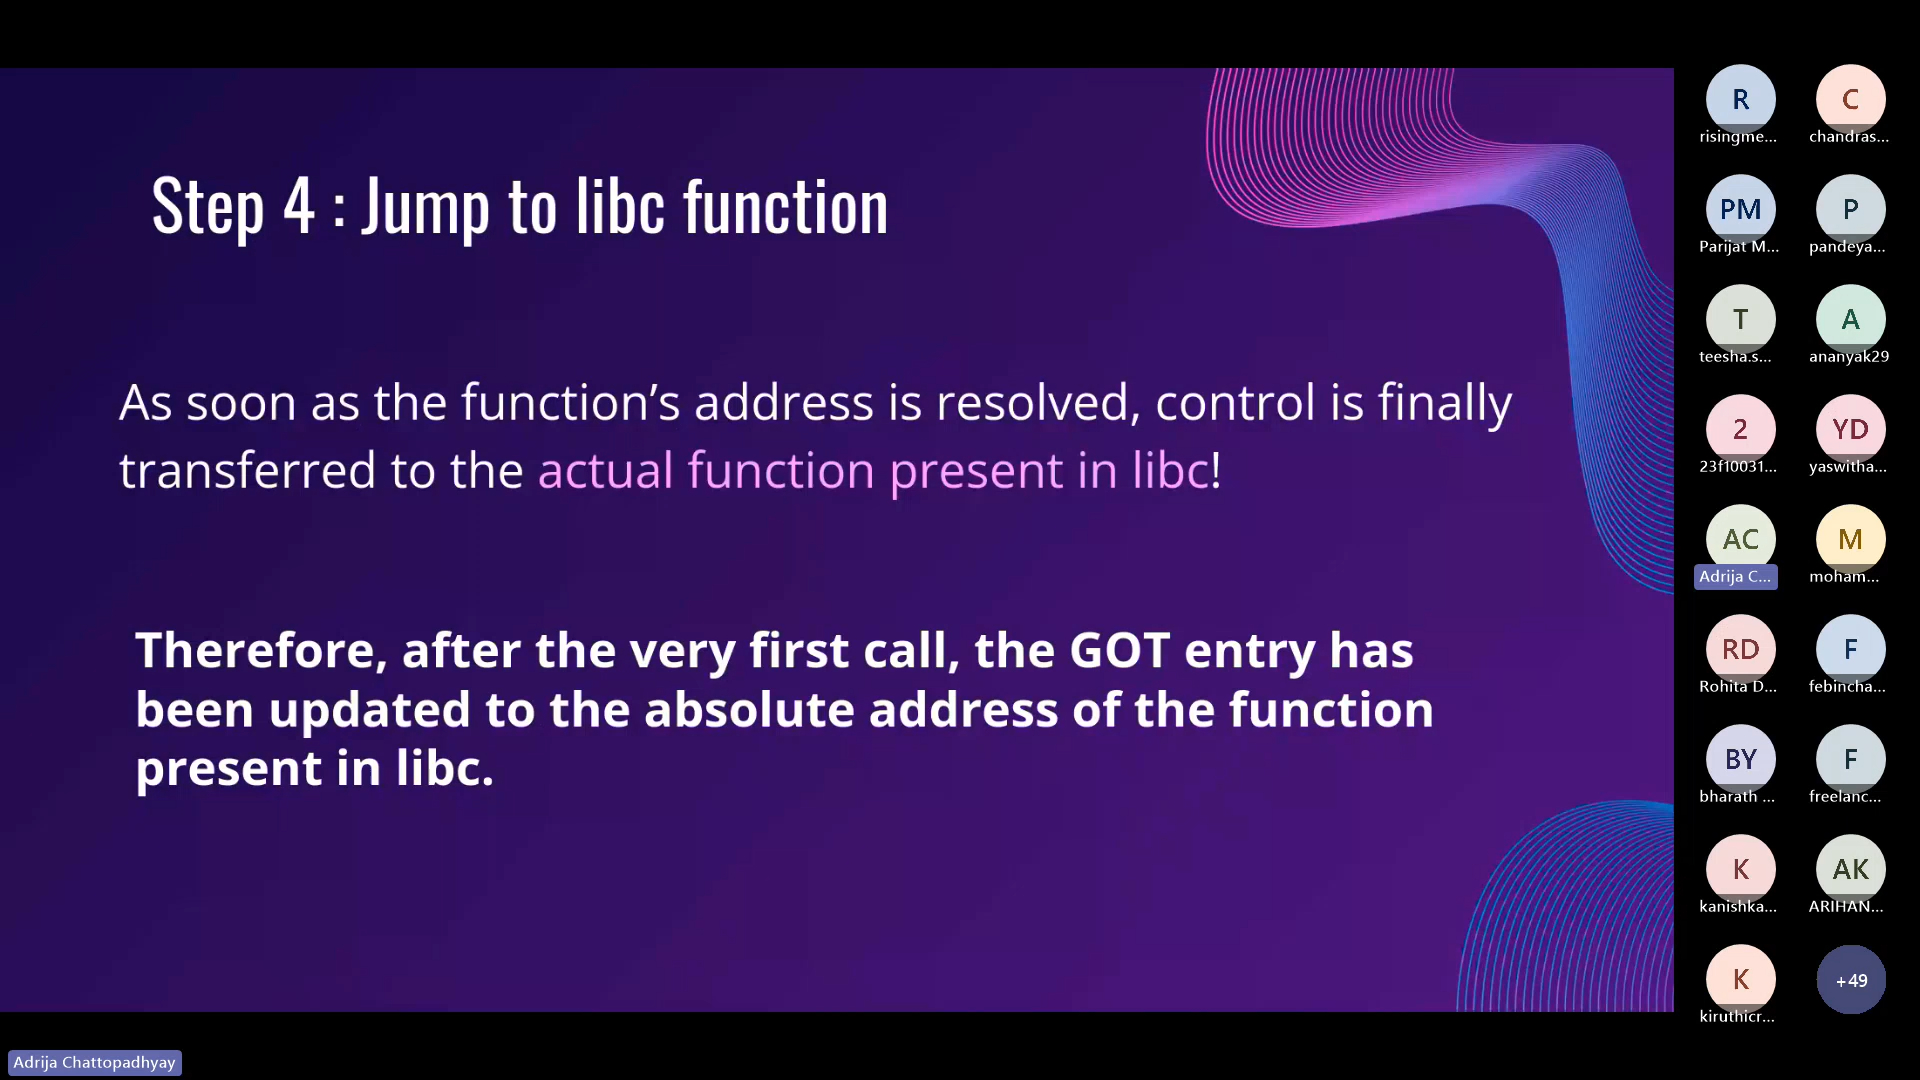 Step 4 : Jump to libc function
As soon as the function’s address is resolved, control is finally
transferred to the actual function present in libc!
Therefore, after the very first call, the GOT entry has
been updated to the absolute address of the function
present in libc.
R
risingme...
C
chandras...
PM
Parijat M...
P
pandeya...
T
teesha.s...
A
ananyak29
2
23f10031...
YD
yaswitha...
AC
Adrija C...
M
moham...
RD
Rohita D...
F
febincha...
BY
bharath ...
F
freelanc...
K
kanishka...
AK
ARIHAN...
K
kiruthicr...
+49
Adrija Chattopadhyay